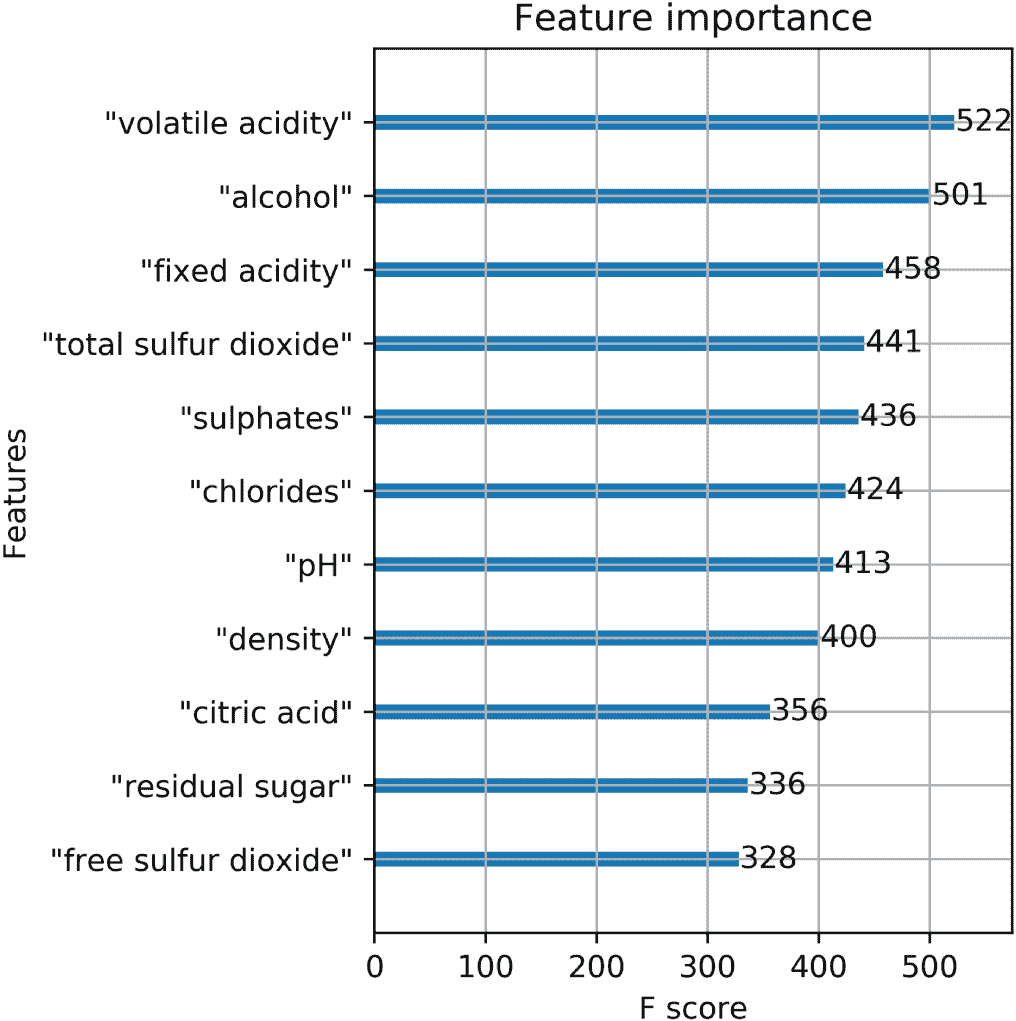 Feature importance
"volatile acidity" 522
"alcohol" 501
"fixed acidity" 458
"total sulfur dioxide" 441
"sulphates" 436
"chlorides" 424
"pH" 413
"density" 400
"citric acid" 356
"residual sugar" 336
"free sulfur dioxide" 328
Features
0 100 200 300 400 500
F score